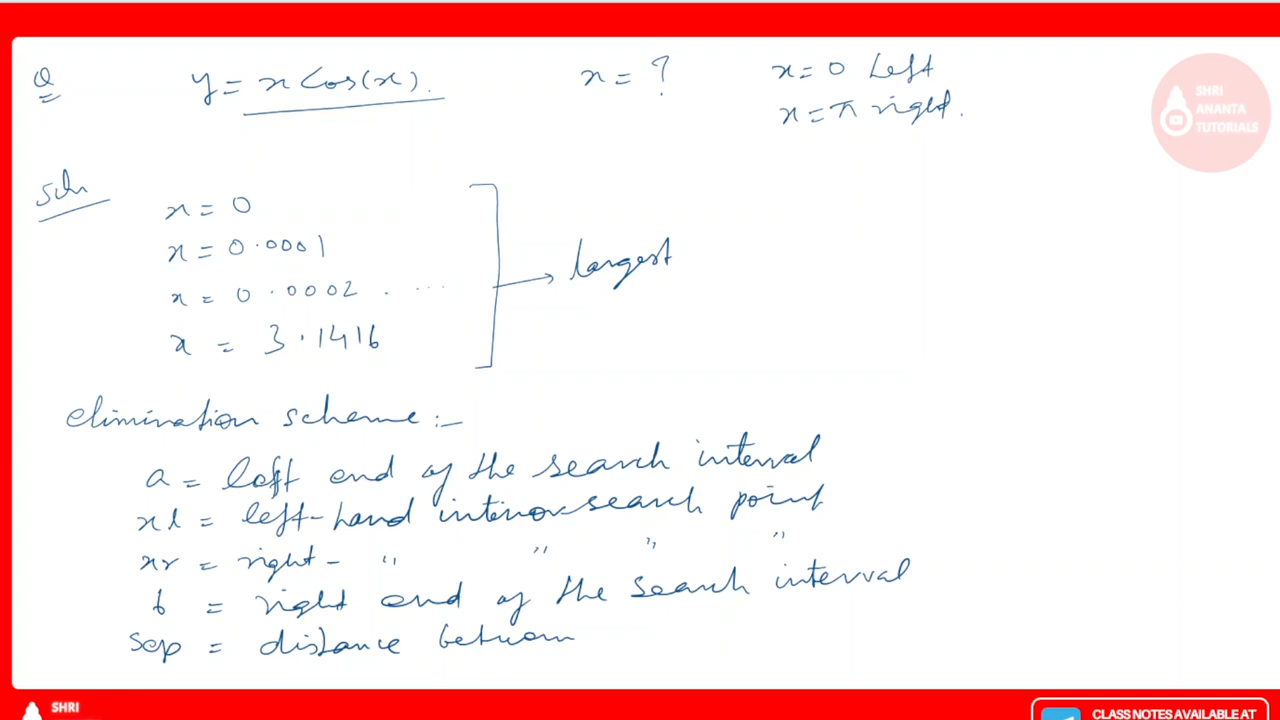 Q y = x Cos(x). x = ? x = 0 Left
x = π right.
SHRI
ANANTA
TUTORIALS
Soln
x = 0
x = 0.0001
x = 0.0002 . ...
x = 3.1416
largest
elimination scheme :-
a = left end of the search interval
xl = left-hand interior search point
xr = right- " " " "
b = right end of the search interval
sep = distance between
SHRI
CLASS NOTES AVAILABLE AT